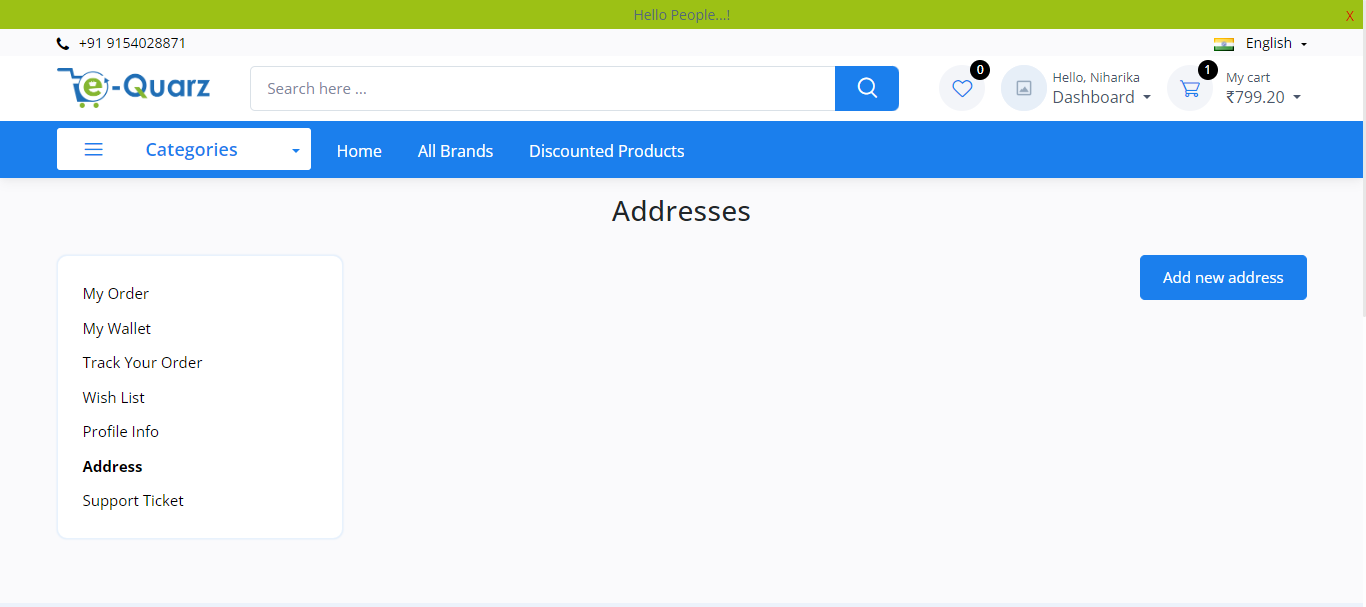 Hello People...!
X
+91 9154028871
English
e-Quarz
Search here ...
0
Hello, Niharika
Dashboard
1
My cart
₹799.20
Categories
Home
All Brands
Discounted Products
Addresses
My Order
My Wallet
Track Your Order
Wish List
Profile Info
Address
Support Ticket
Add new address